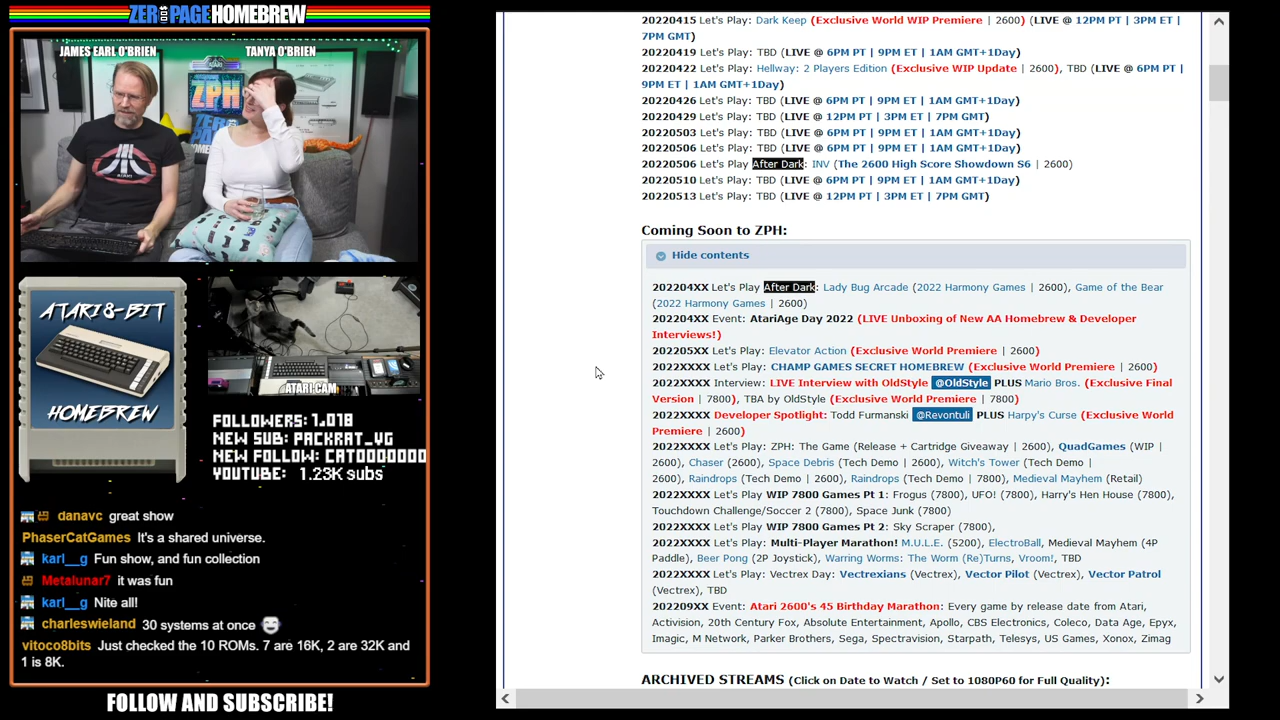 ZEROPAGE HOMEBREW
JAMES EARL O'BRIEN
TANYA O'BRIEN
ATARI
ZPH
ATARI 8-BIT
HOMEBREW
ATARI CAM
FOLLOWERS: 1.018
NEW SUB: PACKRAT_VG
NEW FOLLOW: CAT0000000
YOUTUBE: 1.23K subs
danavc great show
PhaserCatGames It's a shared universe.
karl__g Fun show, and fun collection
Metalunar7 it was fun
karl__g Nite all!
charleswieland 30 systems at once
vitoco8bits Just checked the 10 ROMs. 7 are 16K, 2 are 32K and
1 is 8K.
FOLLOW AND SUBSCRIBE!
20220415 Let's Play: Dark Keep (Exclusive World WIP Premiere | 2600) (LIVE @ 12PM PT | 3PM ET |
7PM GMT)
20220419 Let's Play: TBD (LIVE @ 6PM PT | 9PM ET | 1AM GMT+1Day)
20220422 Let's Play: Hellway: 2 Players Edition (Exclusive WIP Update | 2600), TBD (LIVE @ 6PM PT |
9PM ET | 1AM GMT+1Day)
20220426 Let's Play: TBD (LIVE @ 6PM PT | 9PM ET | 1AM GMT+1Day)
20220429 Let's Play: TBD (LIVE @ 12PM PT | 3PM ET | 7PM GMT)
20220503 Let's Play: TBD (LIVE @ 6PM PT | 9PM ET | 1AM GMT+1Day)
20220506 Let's Play: TBD (LIVE @ 6PM PT | 9PM ET | 1AM GMT+1Day)
20220506 Let's Play After Dark: INV (The 2600 High Score Showdown S6 | 2600)
20220510 Let's Play: TBD (LIVE @ 6PM PT | 9PM ET | 1AM GMT+1Day)
20220513 Let's Play: TBD (LIVE @ 12PM PT | 3PM ET | 7PM GMT)
Coming Soon to ZPH:
Hide contents
202204XX Let's Play After Dark: Lady Bug Arcade (2022 Harmony Games | 2600), Game of the Bear
(2022 Harmony Games | 2600)
202204XX Event: AtariAge Day 2022 (LIVE Unboxing of New AA Homebrew & Developer
Interviews!)
202205XX Let's Play: Elevator Action (Exclusive World Premiere | 2600)
2022XXXX Let's Play: CHAMP GAMES SECRET HOMEBREW (Exclusive World Premiere | 2600)
2022XXXX Interview: LIVE Interview with OldStyle @OldStyle PLUS Mario Bros. (Exclusive Final
Version | 7800), TBA by OldStyle (Exclusive World Premiere | 7800)
2022XXXX Developer Spotlight: Todd Furmanski @Revontuli PLUS Harpy's Curse (Exclusive World
Premiere | 2600)
2022XXXX Let's Play: ZPH: The Game (Release + Cartridge Giveaway | 2600), QuadGames (WIP |
2600), Chaser (2600), Space Debris (Tech Demo | 2600), Witch's Tower (Tech Demo |
2600), Raindrops (Tech Demo | 2600), Raindrops (Tech Demo | 7800), Medieval Mayhem (Retail)
2022XXXX Let's Play WIP 7800 Games Pt 1: Frogus (7800), UFO! (7800), Harry's Hen House (7800),
Touchdown Challenge/Soccer 2 (7800), Space Junk (7800)
2022XXXX Let's Play WIP 7800 Games Pt 2: Sky Scraper (7800),
2022XXXX Let's Play: Multi-Player Marathon! M.U.L.E. (5200), ElectroBall, Medieval Mayhem (4P
Paddle), Beer Pong (2P Joystick), Warring Worms: The Worm (Re)Turns, Vroom!, TBD
2022XXXX Let's Play: Vectrex Day: Vectrexians (Vectrex), Vector Pilot (Vectrex), Vector Patrol
(Vectrex), TBD
202209XX Event: Atari 2600's 45 Birthday Marathon: Every game by release date from Atari,
Activision, 20th Century Fox, Absolute Entertainment, Apollo, CBS Electronics, Coleco, Data Age, Epyx,
Imagic, M Network, Parker Brothers, Sega, Spectravision, Starpath, Telesys, US Games, Xonox, Zimag
ARCHIVED STREAMS (Click on Date to Watch / Set to 1080P60 for Full Quality):